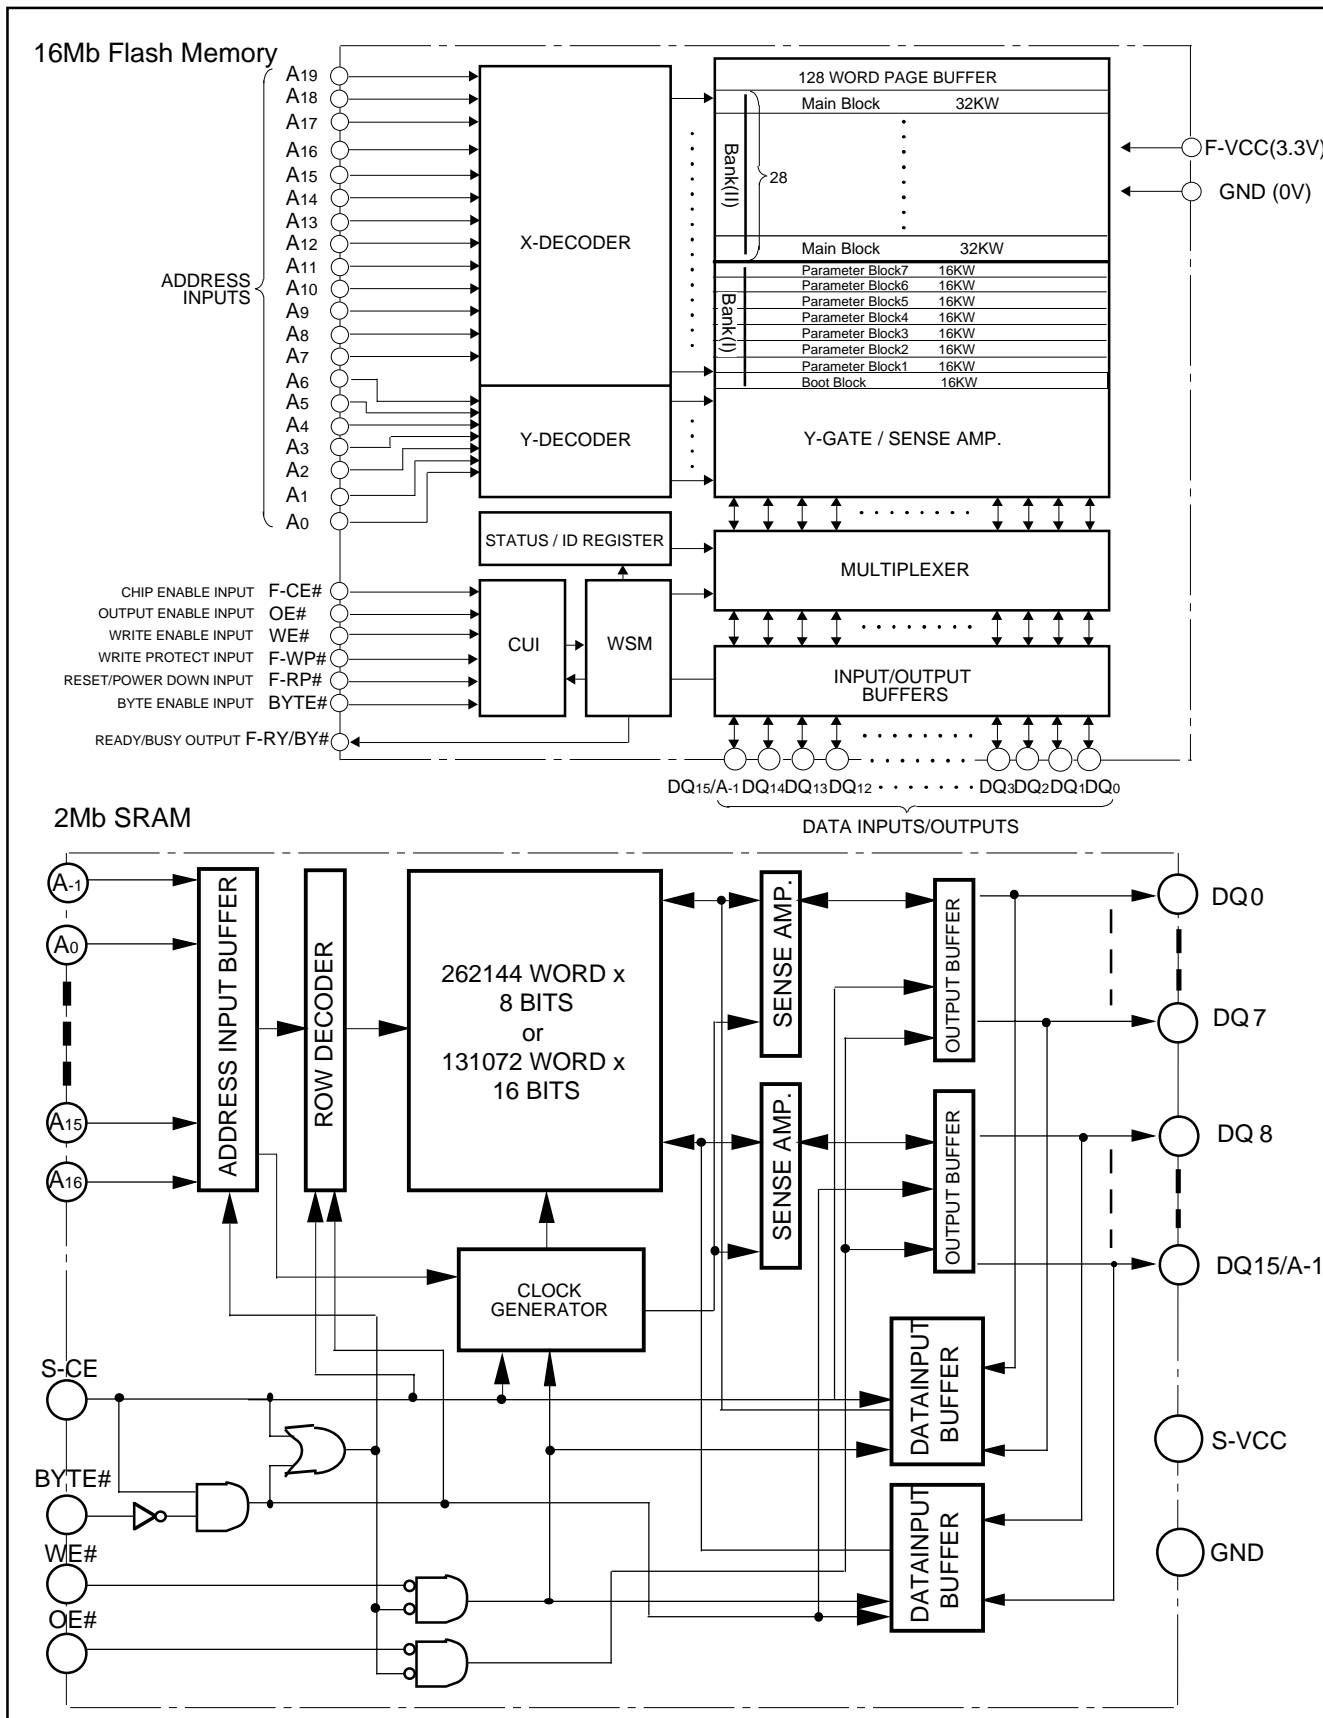 16Mb Flash Memory
A19
A18
A17
A16
A15
A14
A13
A12
A11
A10
A9
A8
A7
A6
A5
A4
A3
A2
A1
A0
ADDRESS
INPUTS
X-DECODER
Y-DECODER
128 WORD PAGE BUFFER
Main Block 32KW
Bank(II)
28
Main Block 32KW
Bank(I)
Parameter Block7 16KW
Parameter Block6 16KW
Parameter Block5 16KW
Parameter Block4 16KW
Parameter Block3 16KW
Parameter Block2 16KW
Parameter Block1 16KW
Boot Block 16KW
Y-GATE / SENSE AMP.
F-VCC(3.3V)
GND (0V)
STATUS / ID REGISTER
MULTIPLEXER
CHIP ENABLE INPUT F-CE#
OUTPUT ENABLE INPUT OE#
WRITE ENABLE INPUT WE#
WRITE PROTECT INPUT F-WP#
RESET/POWER DOWN INPUT F-RP#
BYTE ENABLE INPUT BYTE#
READY/BUSY OUTPUT F-RY/BY#
CUI
WSM
INPUT/OUTPUT
BUFFERS
DQ15/A-1 DQ14 DQ13 DQ12 DQ3 DQ2 DQ1 DQ0
DATA INPUTS/OUTPUTS
2Mb SRAM
A-1
A0
A15
A16
ADDRESS INPUT BUFFER
ROW DECODER
262144 WORD x
8 BITS
or
131072 WORD x
16 BITS
SENSE AMP.
SENSE AMP.
OUTPUT BUFFER
OUTPUT BUFFER
DQ0
DQ7
DQ8
DQ15/A-1
CLOCK
GENERATOR
DATAINPUT
BUFFER
DATAINPUT
BUFFER
S-CE
BYTE#
WE#
OE#
S-VCC
GND